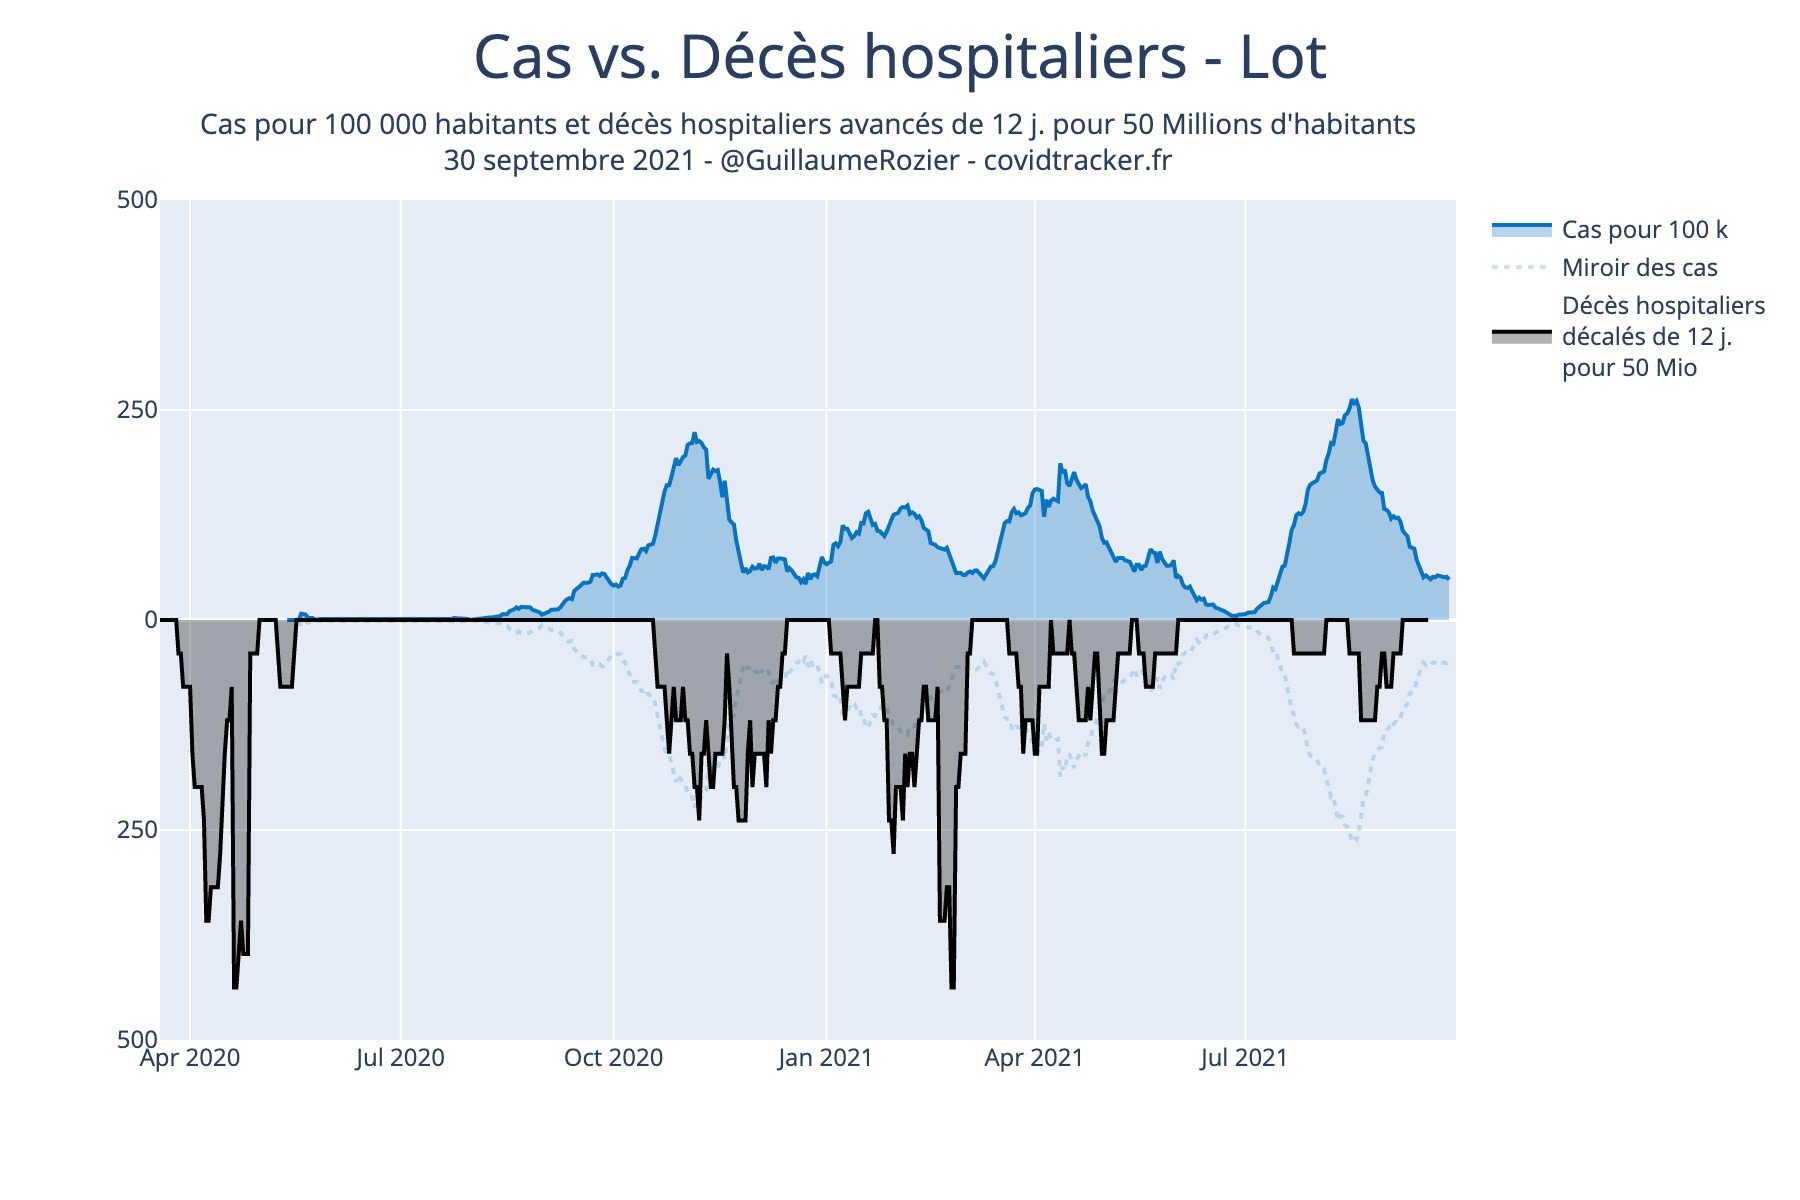 Cas vs. Décès hospitaliers - Lot
Cas pour 100 000 habitants et décès hospitaliers avancés de 12 j. pour 50 Millions d'habitants
30 septembre 2021 - @GuillaumeRozier - covidtracker.fr
500
250
0
250
500
Apr 2020
Jul 2020
Oct 2020
Jan 2021
Apr 2021
Jul 2021
Cas pour 100 k
Miroir des cas
Décès hospitaliers
décalés de 12 j.
pour 50 Mio